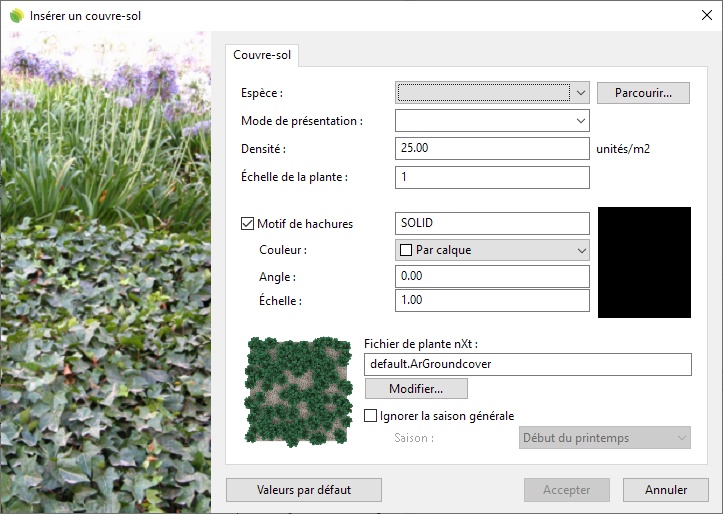 Insérer un couvre-sol
Couvre-sol
Espèce :
Parcourir...
Mode de présentation :
Densité :
25.00
unités/m2
Échelle de la plante :
1
Motif de hachures
SOLID
Couleur :
Par calque
Angle :
0.00
Échelle :
1.00
Fichier de plante nXt :
default.ArGroundcover
Modifier...
Ignorer la saison générale
Saison :
Début du printemps
Valeurs par défaut
Accepter
Annuler